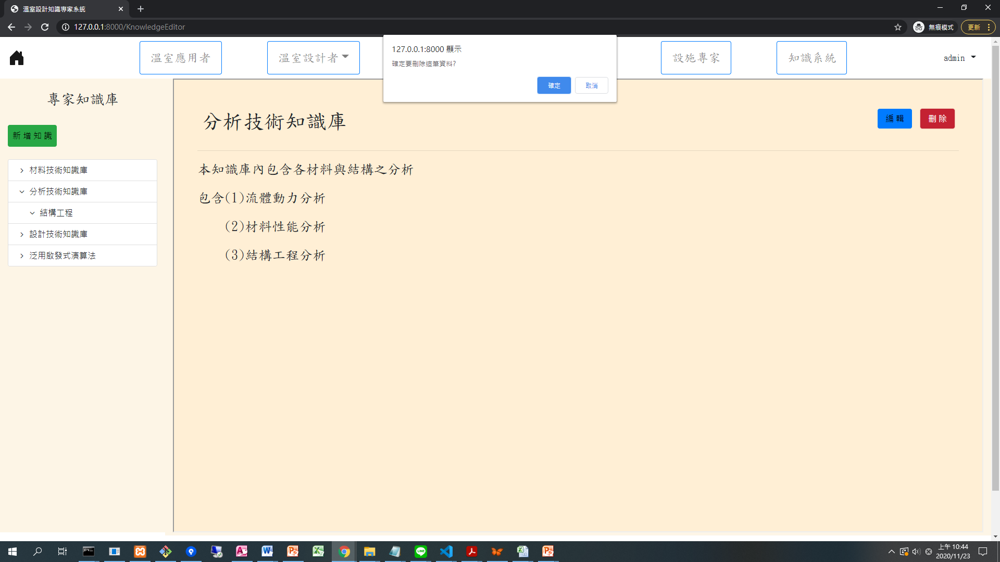 溫室設計知識專家系統
127.0.0.1:8000/KnowledgeEditor
無痕模式
更新
溫室應用者
溫室設計者
設施專家
知識系統
admin
127.0.0.1:8000 顯示
確定要刪除這筆資料?
確定
取消
專家知識庫
新增知識
材料技術知識庫
分析技術知識庫
結構工程
設計技術知識庫
泛用啟發式演算法
分析技術知識庫
編輯
刪除
本知識庫內包含各材料與結構之分析
包含(1)流體動力分析
(2)材料性能分析
(3)結構工程分析
上午 10:44
2020/11/23